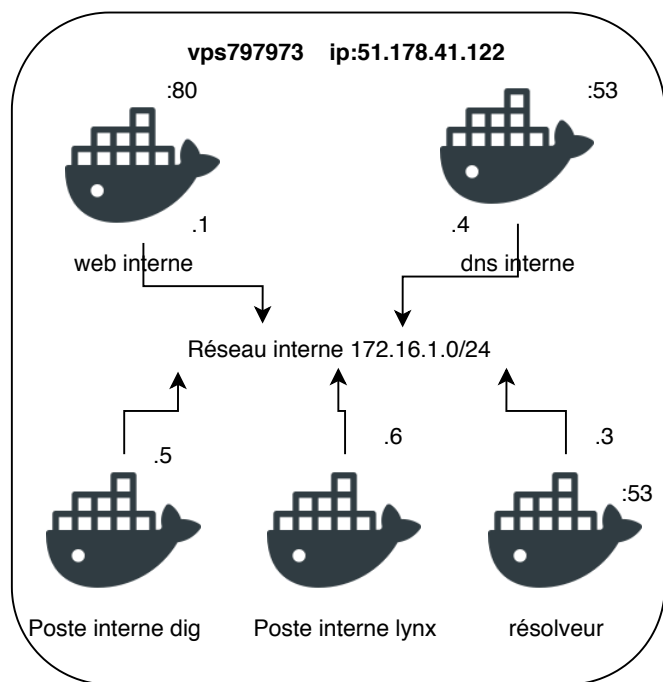 vps797973 ip:51.178.41.122
:80
:53
.1
.4
web interne
dns interne
Réseau interne 172.16.1.0/24
.5
.6
.3
:53
Poste interne dig
Poste interne lynx
résolveur